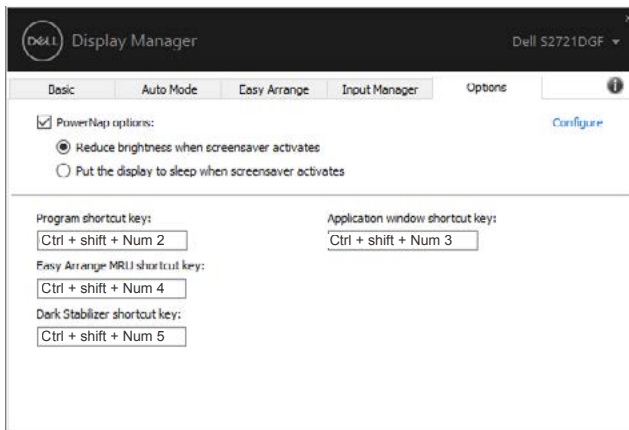 DELL Display Manager
Dell S2721DGF
Basic Auto Mode Easy Arrange Input Manager Options
PowerNap options:
Configure
Reduce brightness when screensaver activates
Put the display to sleep when screensaver activates
Program shortcut key:
Application window shortcut key:
Ctrl + shift + Num 2
Ctrl + shift + Num 3
Easy Arrange MRU shortcut key:
Ctrl + shift + Num 4
Dark Stabilizer shortcut key:
Ctrl + shift + Num 5